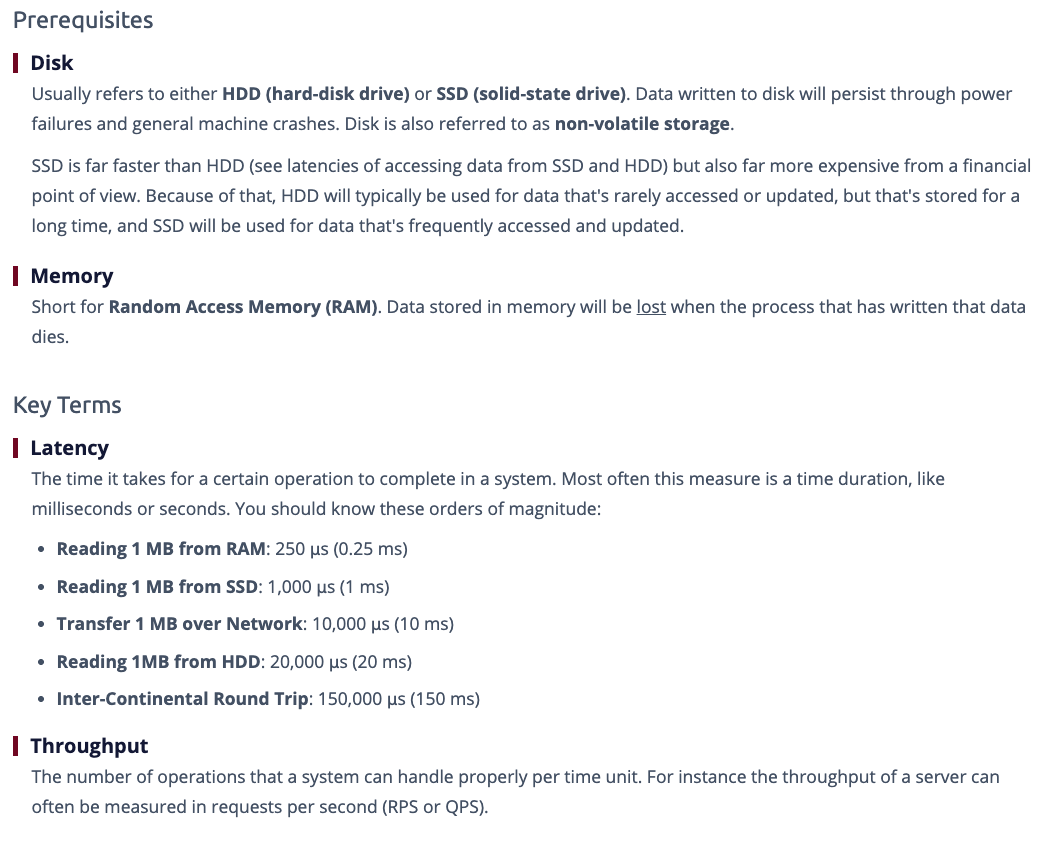 Prerequisites
Disk
Usually refers to either HDD (hard-disk drive) or SSD (solid-state drive). Data written to disk will persist through power
failures and general machine crashes. Disk is also referred to as non-volatile storage.
SSD is far faster than HDD (see latencies of accessing data from SSD and HDD) but also far more expensive from a financial
point of view. Because of that, HDD will typically be used for data that's rarely accessed or updated, but that's stored for a
long time, and SSD will be used for data that's frequently accessed and updated.
Memory
Short for Random Access Memory (RAM). Data stored in memory will be lost when the process that has written that data
dies.
Key Terms
Latency
The time it takes for a certain operation to complete in a system. Most often this measure is a time duration, like
milliseconds or seconds. You should know these orders of magnitude:
• Reading 1 MB from RAM: 250 μs (0.25 ms)
• Reading 1 MB from SSD: 1,000 μs (1 ms)
• Transfer 1 MB over Network: 10,000 μs (10 ms)
• Reading 1MB from HDD: 20,000 μs (20 ms)
• Inter-Continental Round Trip: 150,000 μs (150 ms)
Throughput
The number of operations that a system can handle properly per time unit. For instance the throughput of a server can
often be measured in requests per second (RPS or QPS).